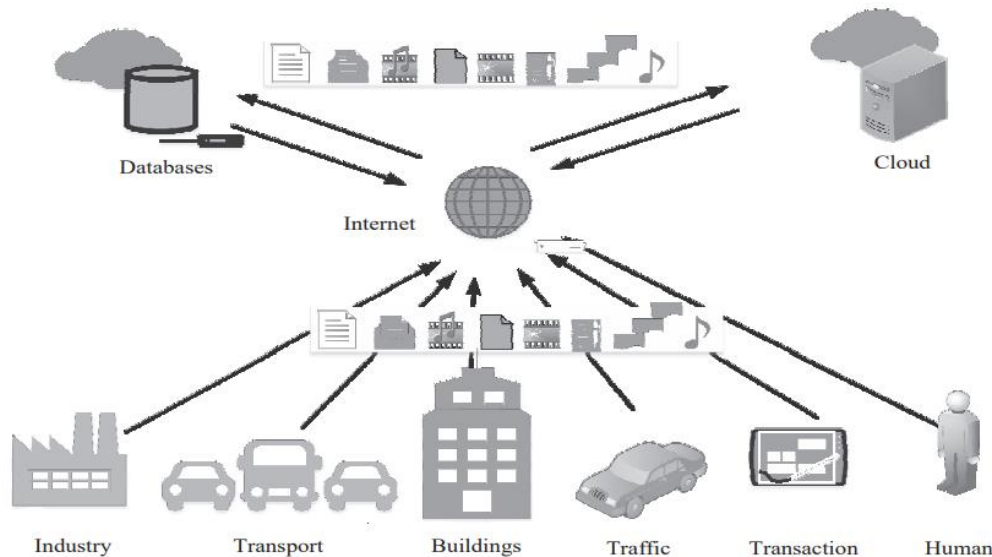 Databases
Cloud
Internet
Industry
Transport
Buildings
Traffic
Transaction
Human